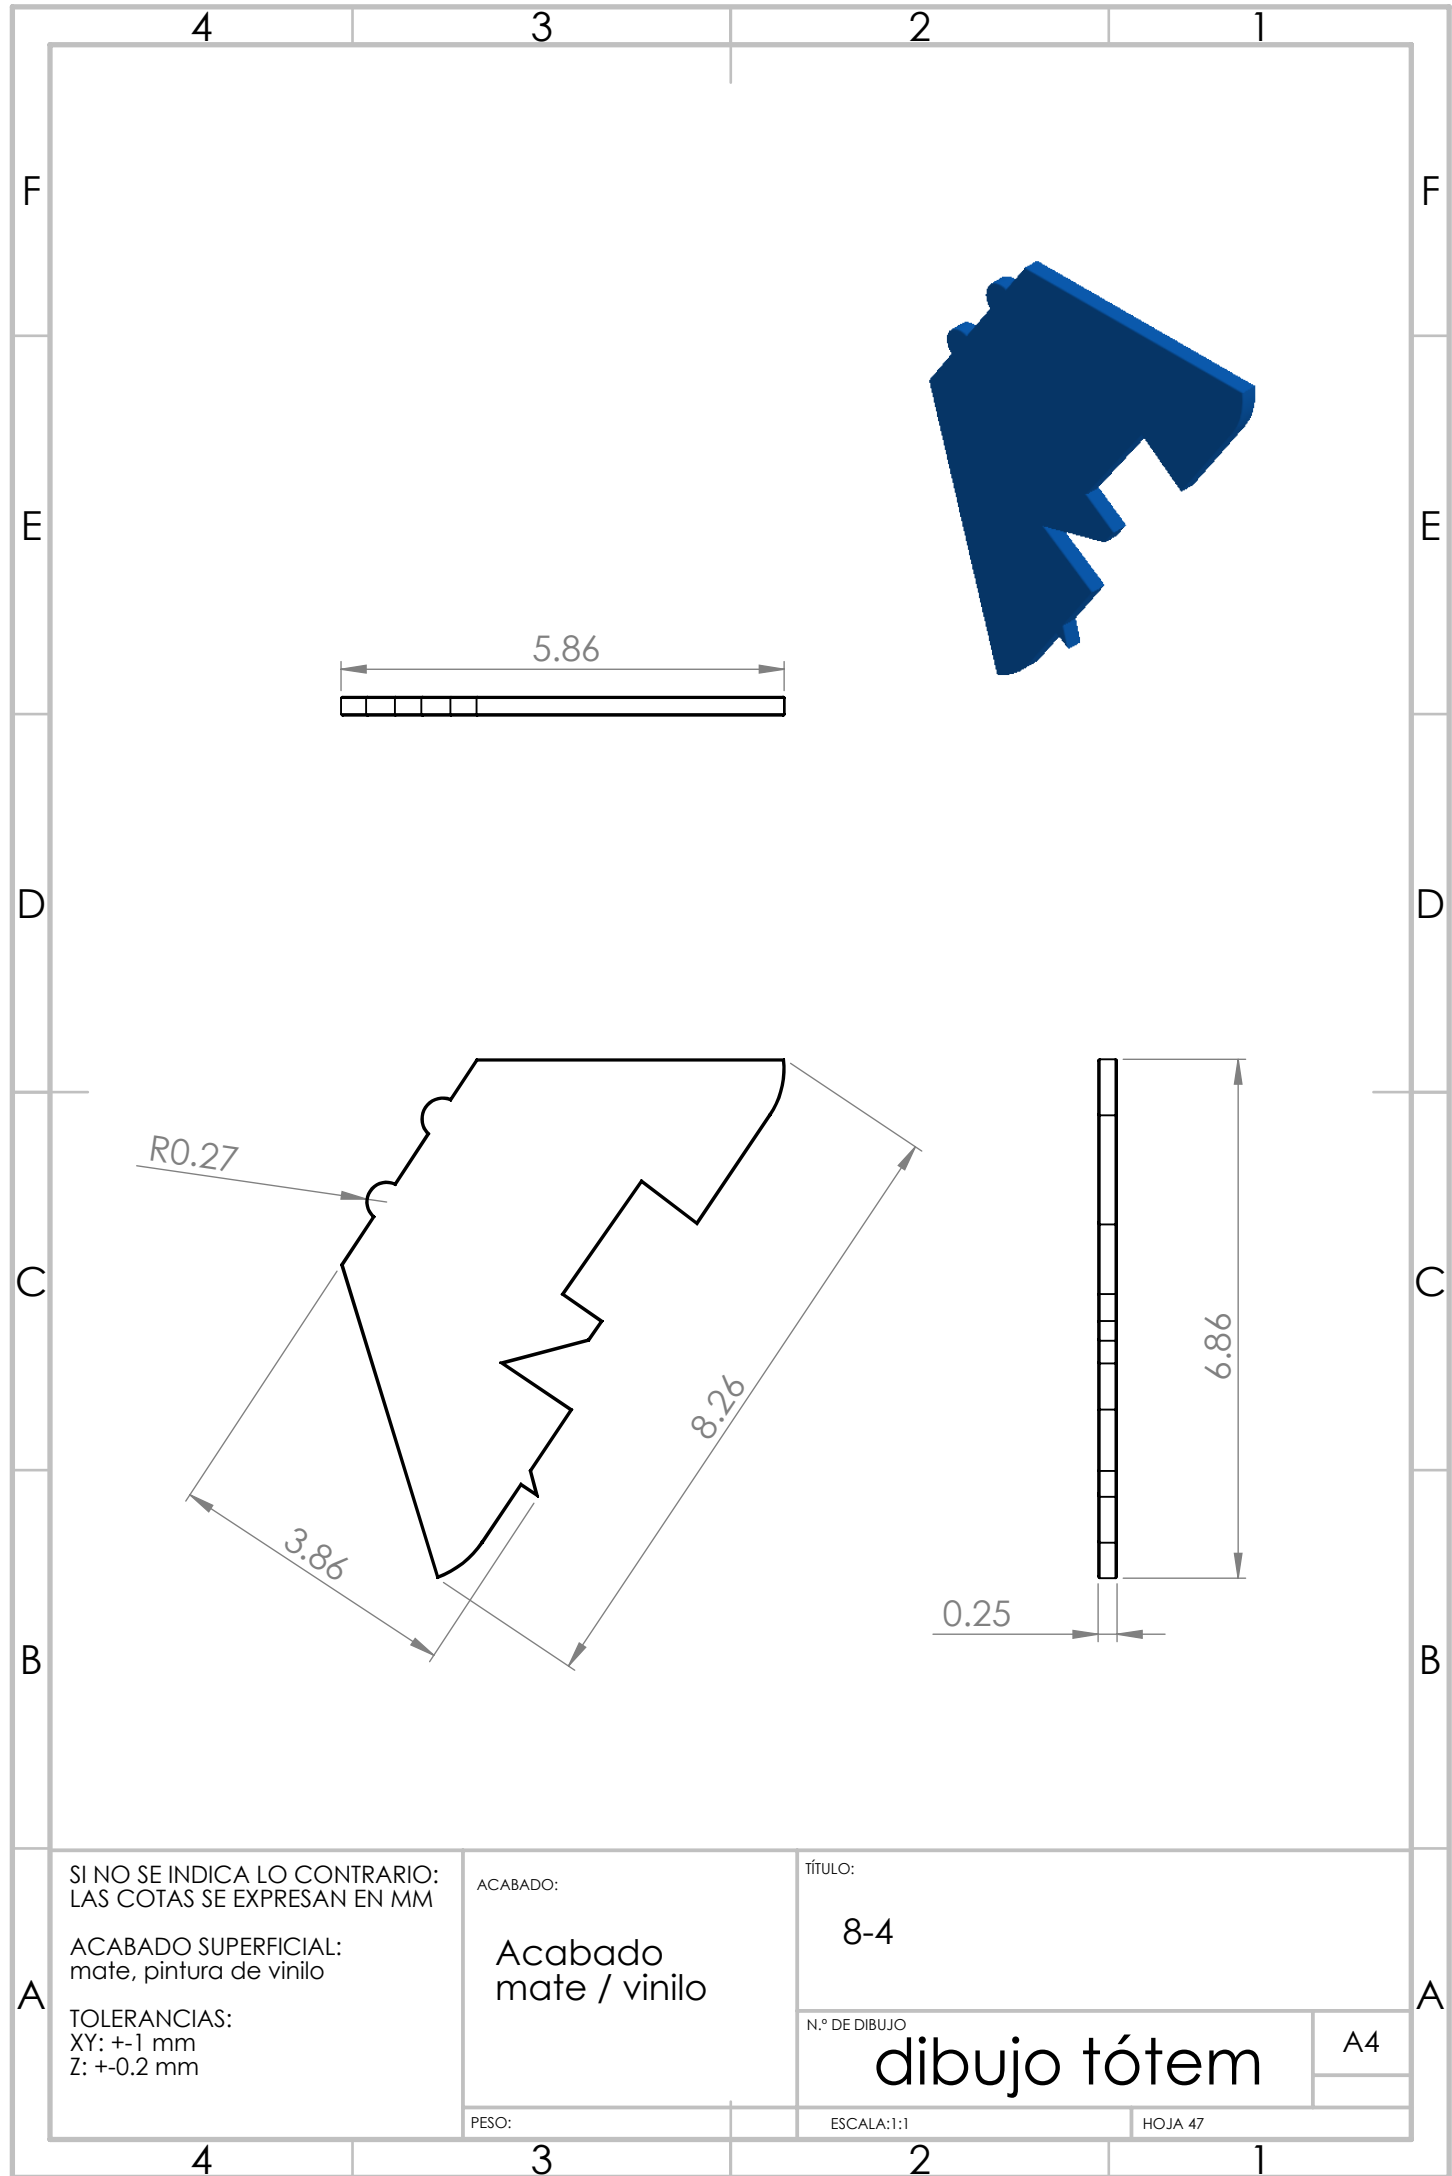 4 3 2 1
F F
E E
5.86
D D
R0.27
C C
6.86
8.26
3.86
0.25
B B
SI NO SE INDICA LO CONTRARIO:
LAS COTAS SE EXPRESAN EN MM
ACABADO SUPERFICIAL:
mate, pintura de vinilo
TOLERANCIAS:
XY: +-1 mm
Z: +-0.2 mm
ACABADO:
Acabado
mate / vinilo
PESO:
TÍTULO:
8-4
N.º DE DIBUJO
dibujo tótem
A4
ESCALA:1:1
HOJA 47
A A
4 3 2 1